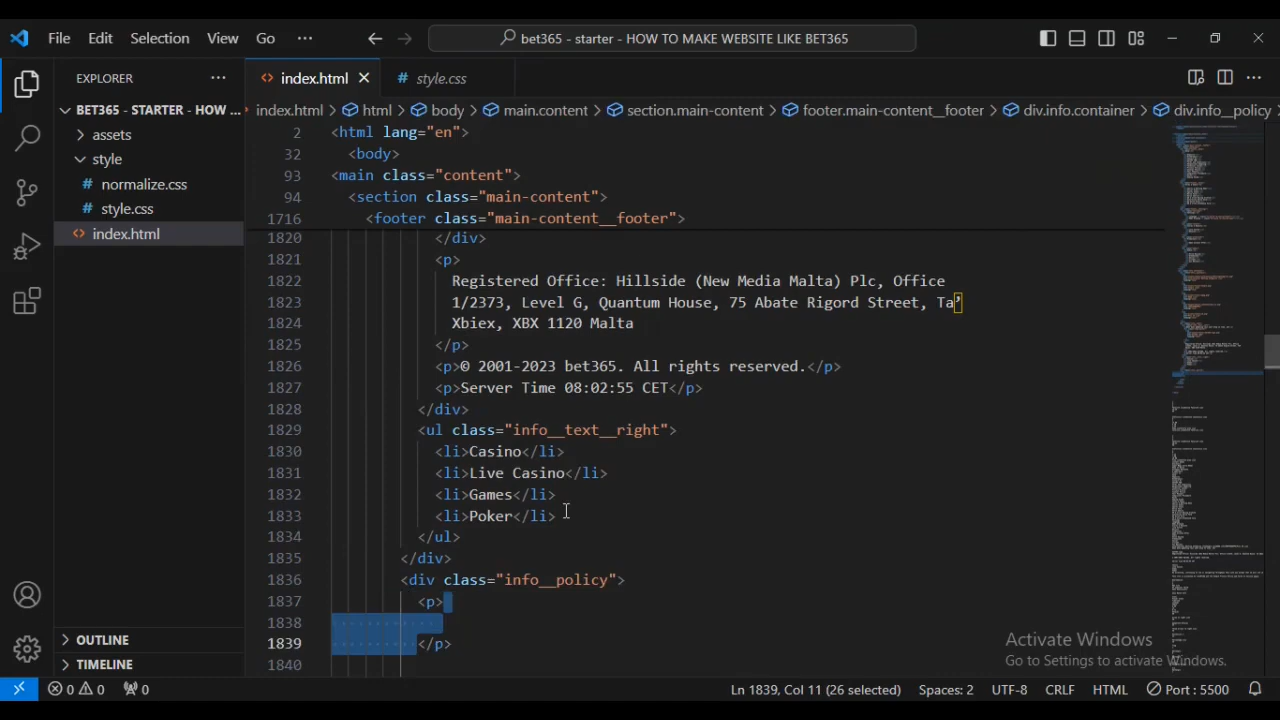 File Edit Selection View Go ··· bet365 - starter - HOW TO MAKE WEBSITE LIKE BET365
EXPLORER ··· index.html style.css
BET365 - STARTER - HOW ... index.html > html > body > main.content > section.main-content > footer.main-content__footer > div.info.container > div.info__policy >
assets
style
# normalize.css
# style.css
<> index.html
2 <html lang="en">
32 <body>
93 <main class="content">
94 <section class="main-content">
1716 <footer class="main-content__footer">
1820 </div>
1821 <p>
1822 Registered Office: Hillside (New Media Malta) Plc, Office
1823 1/2373, Level G, Quantum House, 75 Abate Rigord Street, Ta’
1824 Xbiex, XBX 1120 Malta
1825 </p>
1826 <p>© 2001-2023 bet365. All rights reserved.</p>
1827 <p>Server Time 08:02:55 CET</p>
1828 </div>
1829 <ul class="info__text__right">
1830 <li>Casino</li>
1831 <li>Live Casino</li>
1832 <li>Games</li>
1833 <li>Poker</li>
1834 </ul>
1835 </div>
1836 <div class="info__policy">
1837 <p>
1838
1839 </p>
1840
OUTLINE
TIMELINE
Activate Windows
Go to Settings to activate Windows.
0 0 0 Ln 1839, Col 11 (26 selected) Spaces: 2 UTF-8 CRLF HTML Port : 5500